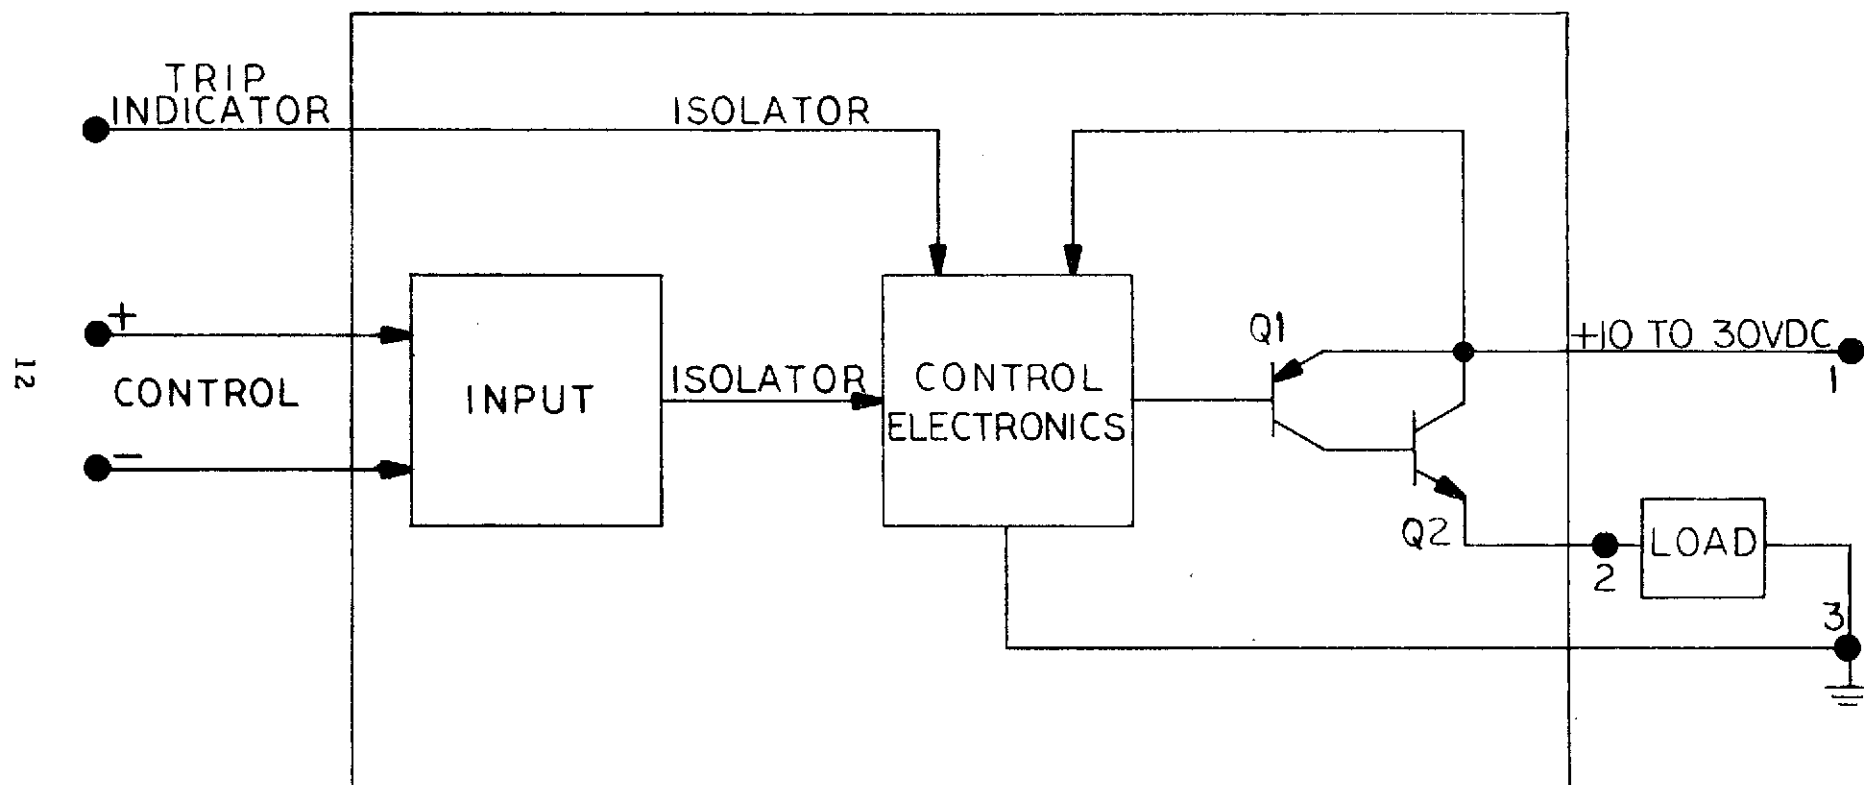 TRIP
INDICATOR
ISOLATOR
+
CONTROL
-
INPUT
ISOLATOR
CONTROL
ELECTRONICS
Q1
Q2
+10 TO 30VDC
1
2
LOAD
3
12